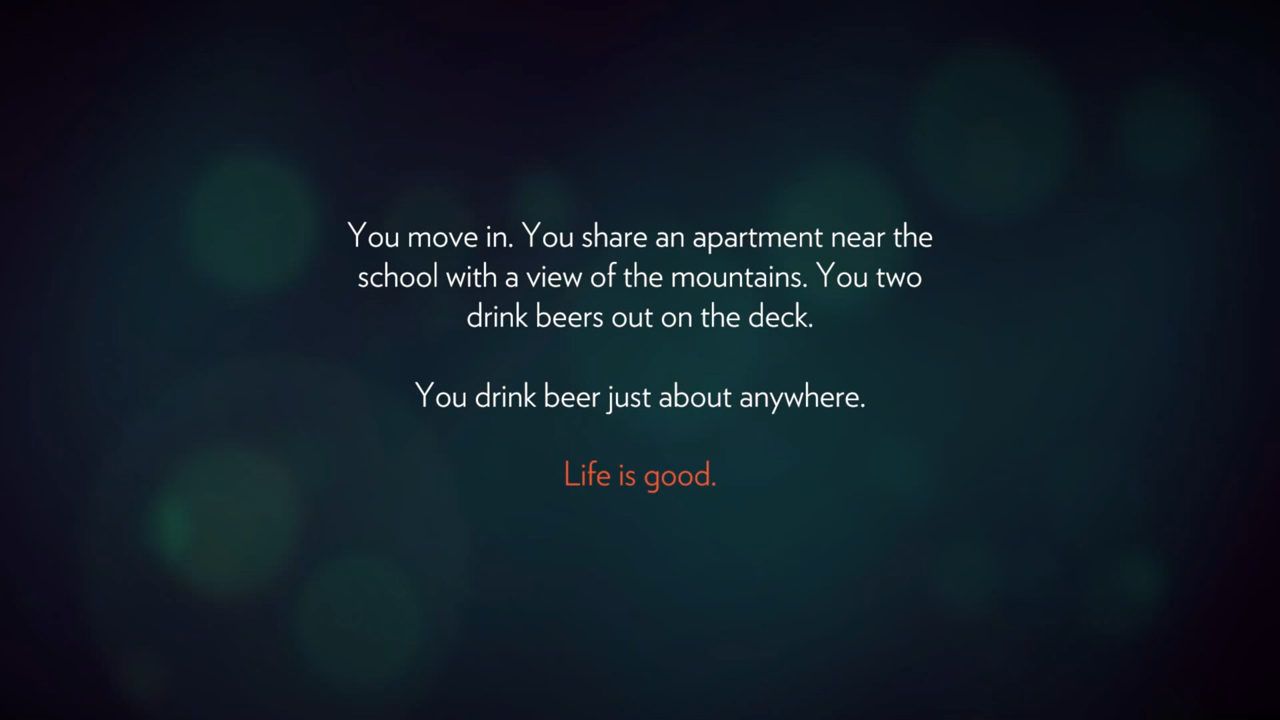 You move in. You share an apartment near the
school with a view of the mountains. You two
drink beers out on the deck.
You drink beer just about anywhere.
Life is good.